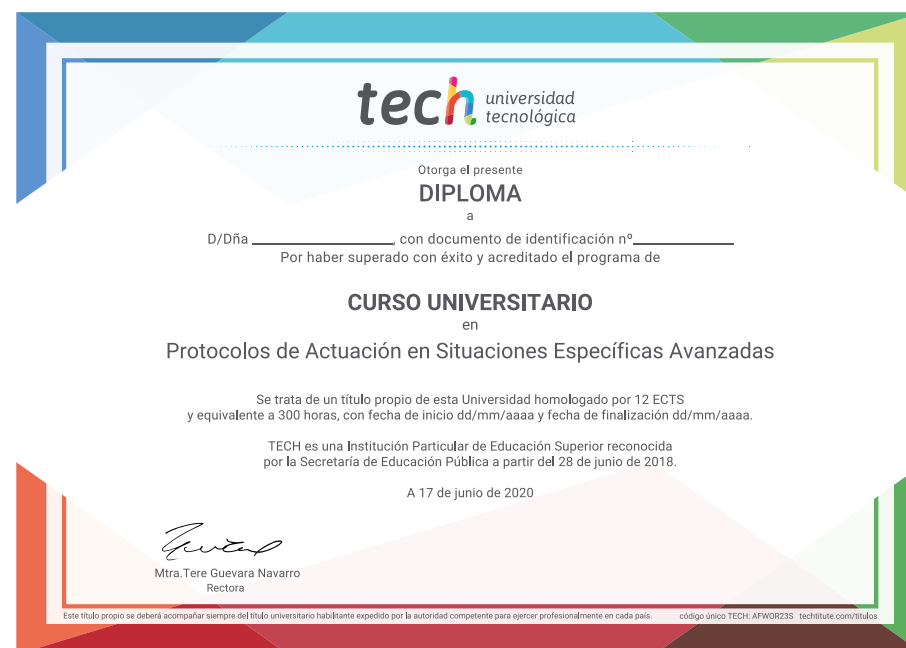 tech universidad
tecnológica
Otorga el presente
DIPLOMA
a
D/Dña ____________________, con documento de identificación nº______________
Por haber superado con éxito y acreditado el programa de
CURSO UNIVERSITARIO
en
Protocolos de Actuación en Situaciones Específicas Avanzadas
Se trata de un título propio de esta Universidad homologado por 12 ECTS
y equivalente a 300 horas, con fecha de inicio dd/mm/aaaa y fecha de finalización dd/mm/aaaa.
TECH es una Institución Particular de Educación Superior reconocida
por la Secretaría de Educación Pública a partir del 28 de junio de 2018.
A 17 de junio de 2020
Mtra.Tere Guevara Navarro
Rectora
Este título propio se deberá acompañar siempre del título universitario habilitante expedido por la autoridad competente para ejercer profesionalmente en cada país. código único TECH: AFWOR23S techtitute.com/titulos